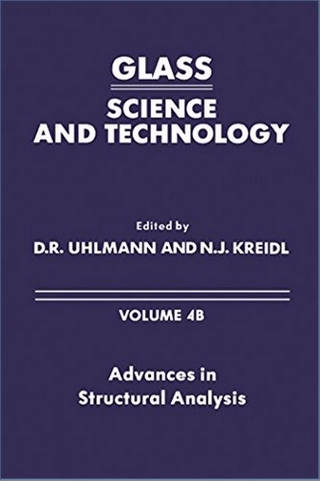 GLASS
SCIENCE
AND TECHNOLOGY
Edited by
D.R. UHLMANN AND N.J. KREIDL
VOLUME 4B
Advances in
Structural Analysis